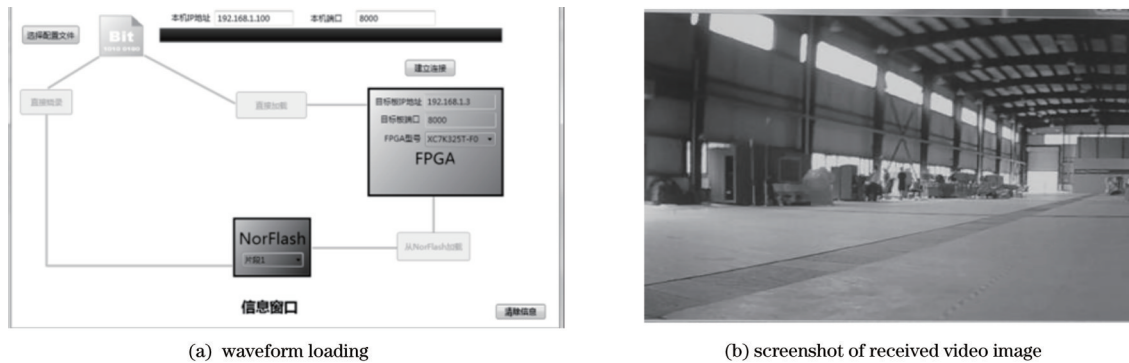 本机IP地址 192.168.1.100 本机端口 8000
选择配置文件
Bit
建立连接
直接烧录
直接加载
目标板IP地址 192.168.1.3
目标板端口 8000
FPGA型号 XC7K325T-F0
FPGA
NorFlash
片段1
从NorFlash加载
信息窗口
清除信息
(a) waveform loading
(b) screenshot of received video image